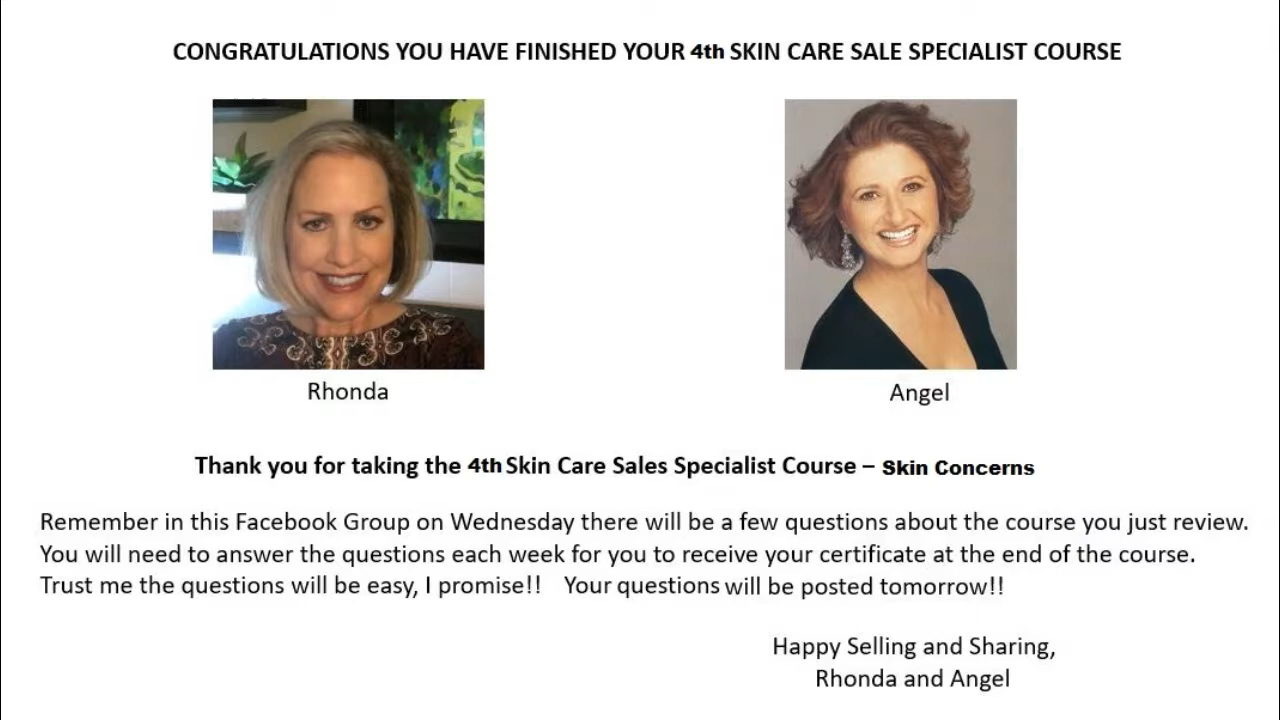 CONGRATULATIONS YOU HAVE FINISHED YOUR 4th SKIN CARE SALE SPECIALIST COURSE
Rhonda
Angel
Thank you for taking the 4th Skin Care Sales Specialist Course – Skin Concerns
Remember in this Facebook Group on Wednesday there will be a few questions about the course you just review.
You will need to answer the questions each week for you to receive your certificate at the end of the course.
Trust me the questions will be easy, I promise!! Your questions will be posted tomorrow!!
Happy Selling and Sharing,
Rhonda and Angel